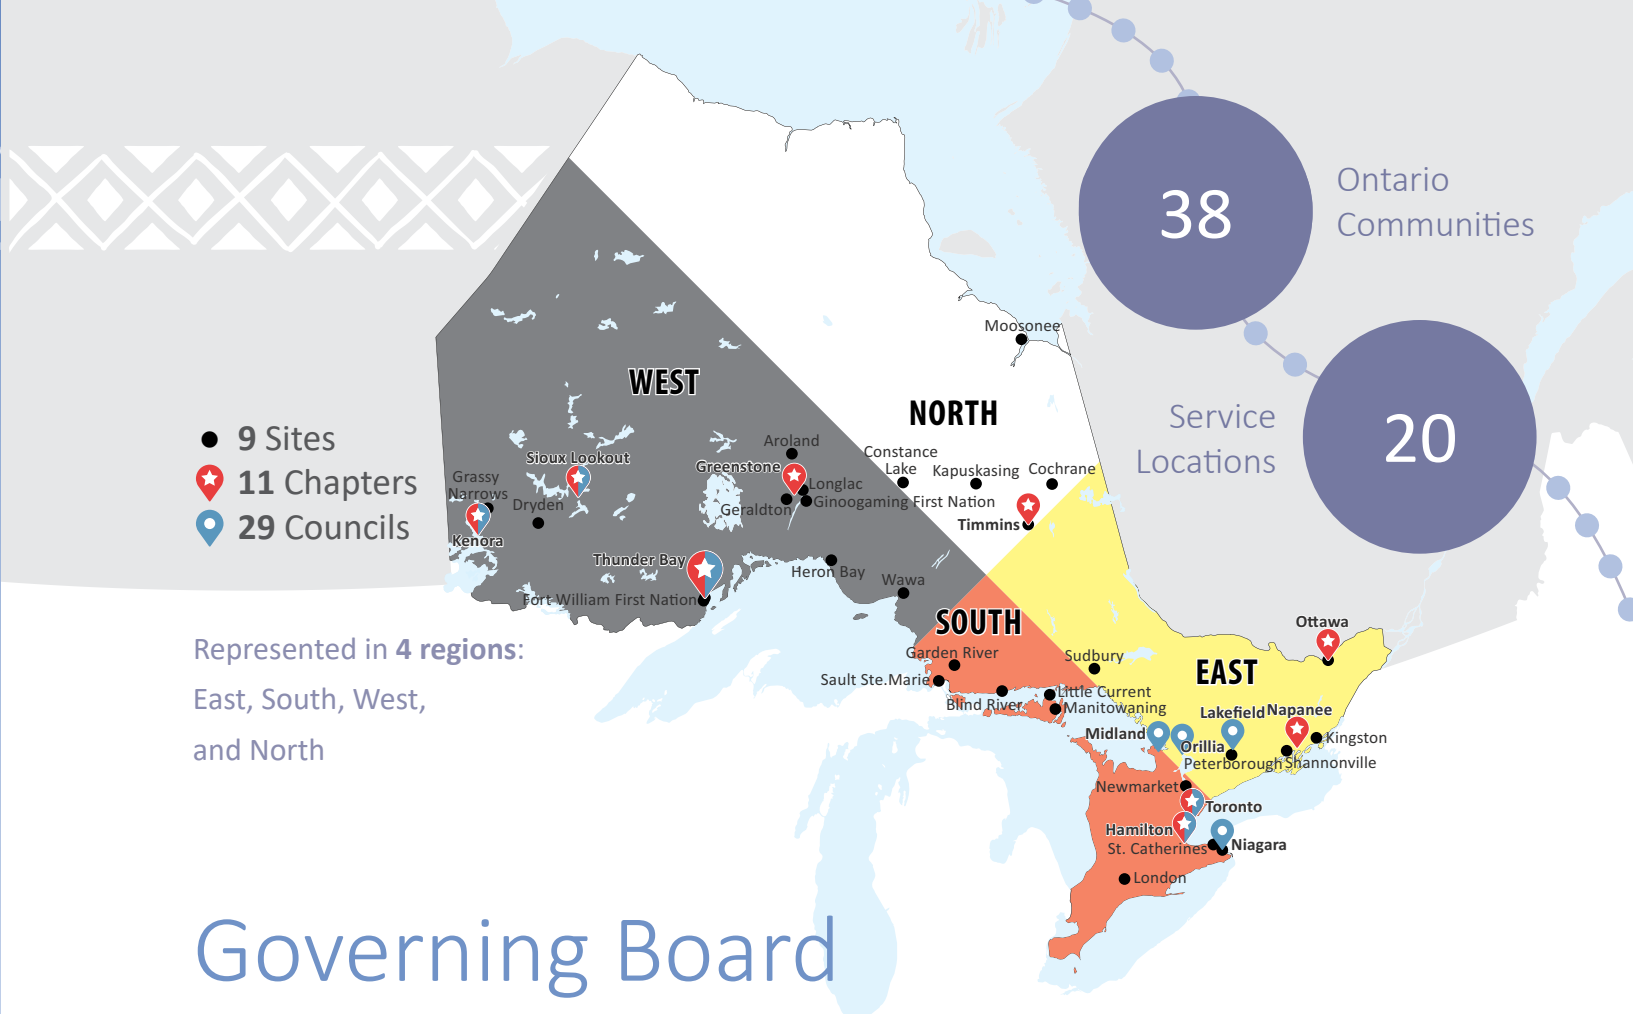 38
Ontario
Communities
Service
Locations
20
9 Sites
11 Chapters
29 Councils
Represented in 4 regions:
East, South, West,
and North
WEST
NORTH
SOUTH
EAST
Moosonee
Aroland
Constance
Lake
Kapuskasing
Cochrane
Sioux Lookout
Greenstone
Grassy
Narrows
Dryden
Longlac
Geraldton
Ginoogaming First Nation
Timmins
Kenora
Thunder Bay
Heron Bay
Wawa
Fort William First Nation
Ottawa
Garden River
Sudbury
Sault Ste.Marie
Little Current
Blind River
Manitowaning
Lakefield
Napanee
Midland
Orillia
Kingston
Peterborough
Shannonville
Newmarket
Toronto
Hamilton
St. Catherines
Niagara
London
Governing Board